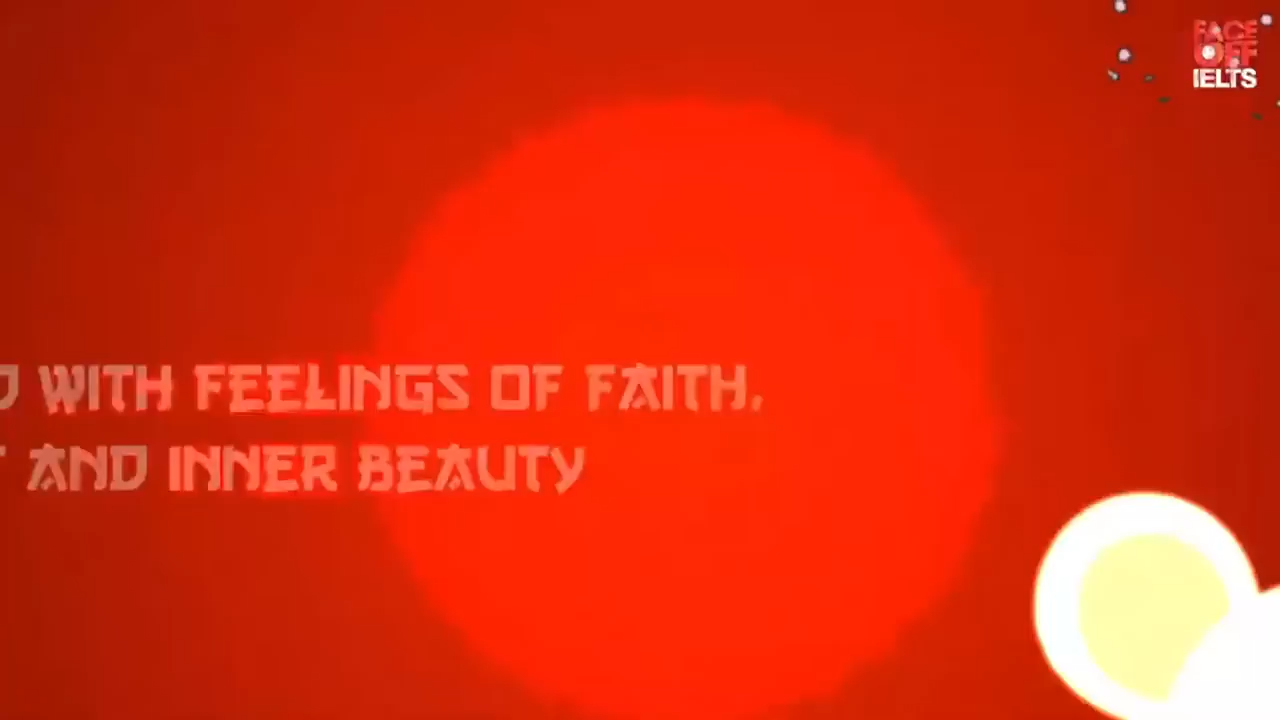 WITH FEELINGS OF FAITH,
AND INNER BEAUTY
FACE
OFF
IELTS